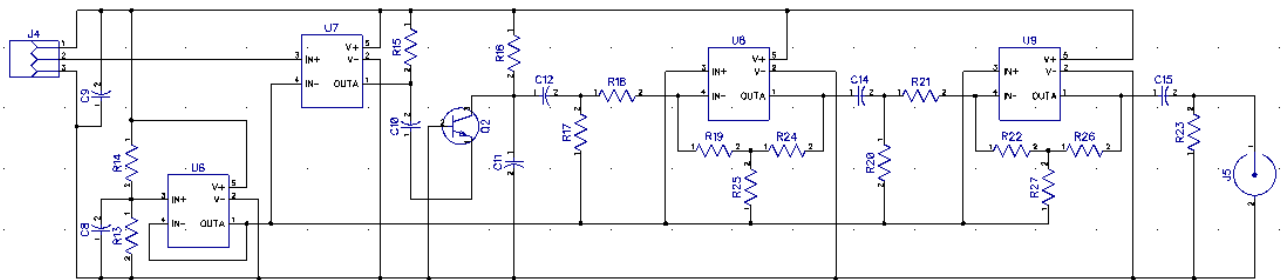 J4
1
2
3
C9
2
1
R14
1
2
C8
2
1
R13
1
2
U6
V+ 5
V- 2
3 IN+
4 IN-
OUTA 1
U7
V+ 5
V- 2
3 IN+
4 IN-
OUTA 1
R15
1
2
C10
2
1
Q2
1
2
3
R16
1
2
C11
1
2
C12
1
2
R17
1
2
R18
1
2
U8
V+ 5
V- 2
3 IN+
4 IN-
OUTA 1
R19
1
2
R24
1
2
R25
1
2
C14
1
2
R20
1
2
R21
1
2
U9
V+ 5
V- 2
3 IN+
4 IN-
OUTA 1
R22
1
2
R26
1
2
R27
1
2
C15
1
2
R23
1
2
J5
1
2